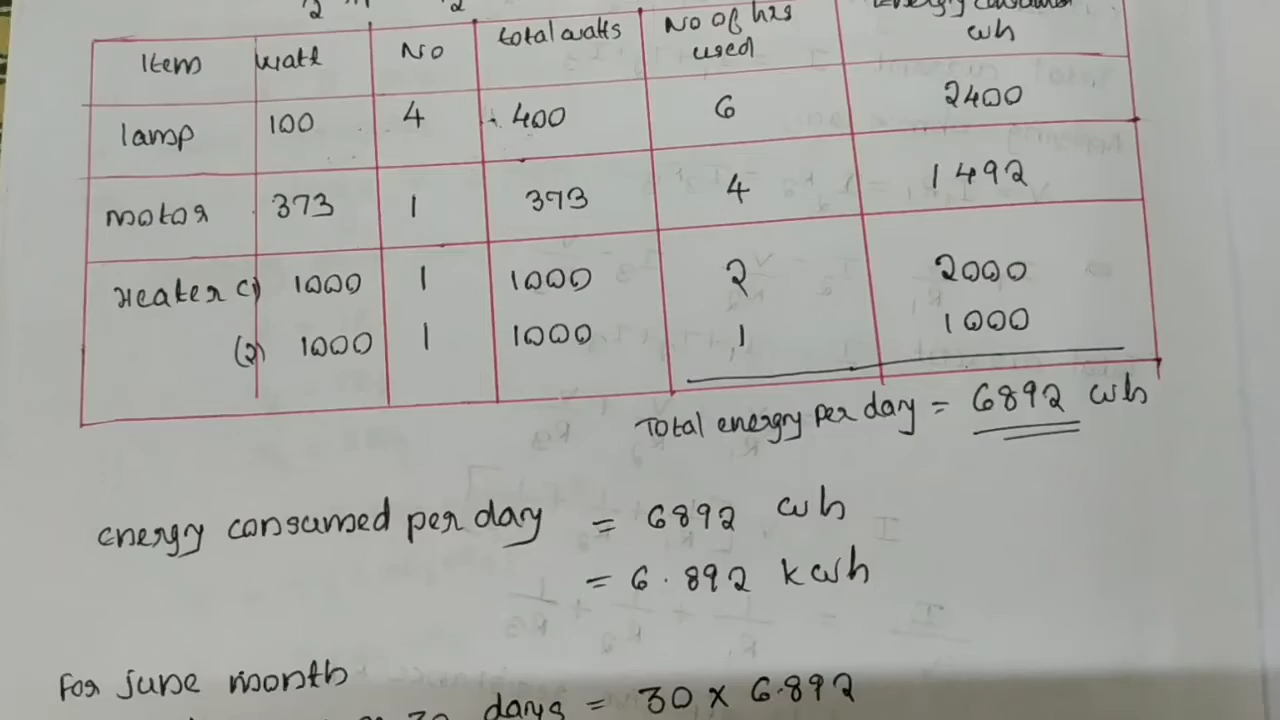 Item watt No total watts No of hrs used wh
lamp 100 4 400 6 2400
motor 373 1 373 4 1492
Heater (1) 1000 1 1000 2 2000
(2) 1000 1 1000 1 1000
Total energy per day = 6892 wh
energy consumed per day = 6892 wh
= 6.892 kwh
For june month
30 days = 30 x 6.892